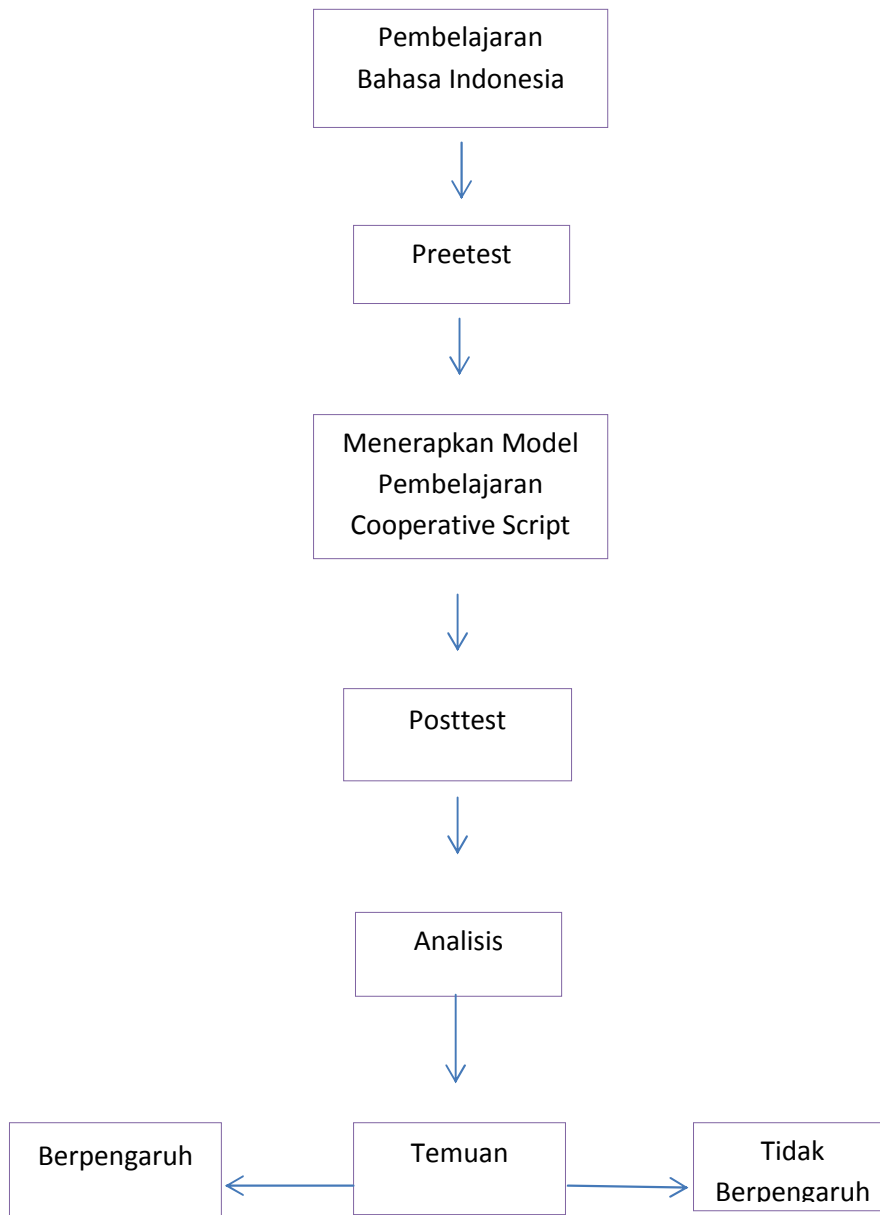 Pembelajaran
Bahasa Indonesia
Preetest
Menerapkan Model
Pembelajaran
Cooperative Script
Posttest
Analisis
Berpengaruh
Temuan
Tidak
Berpengaruh